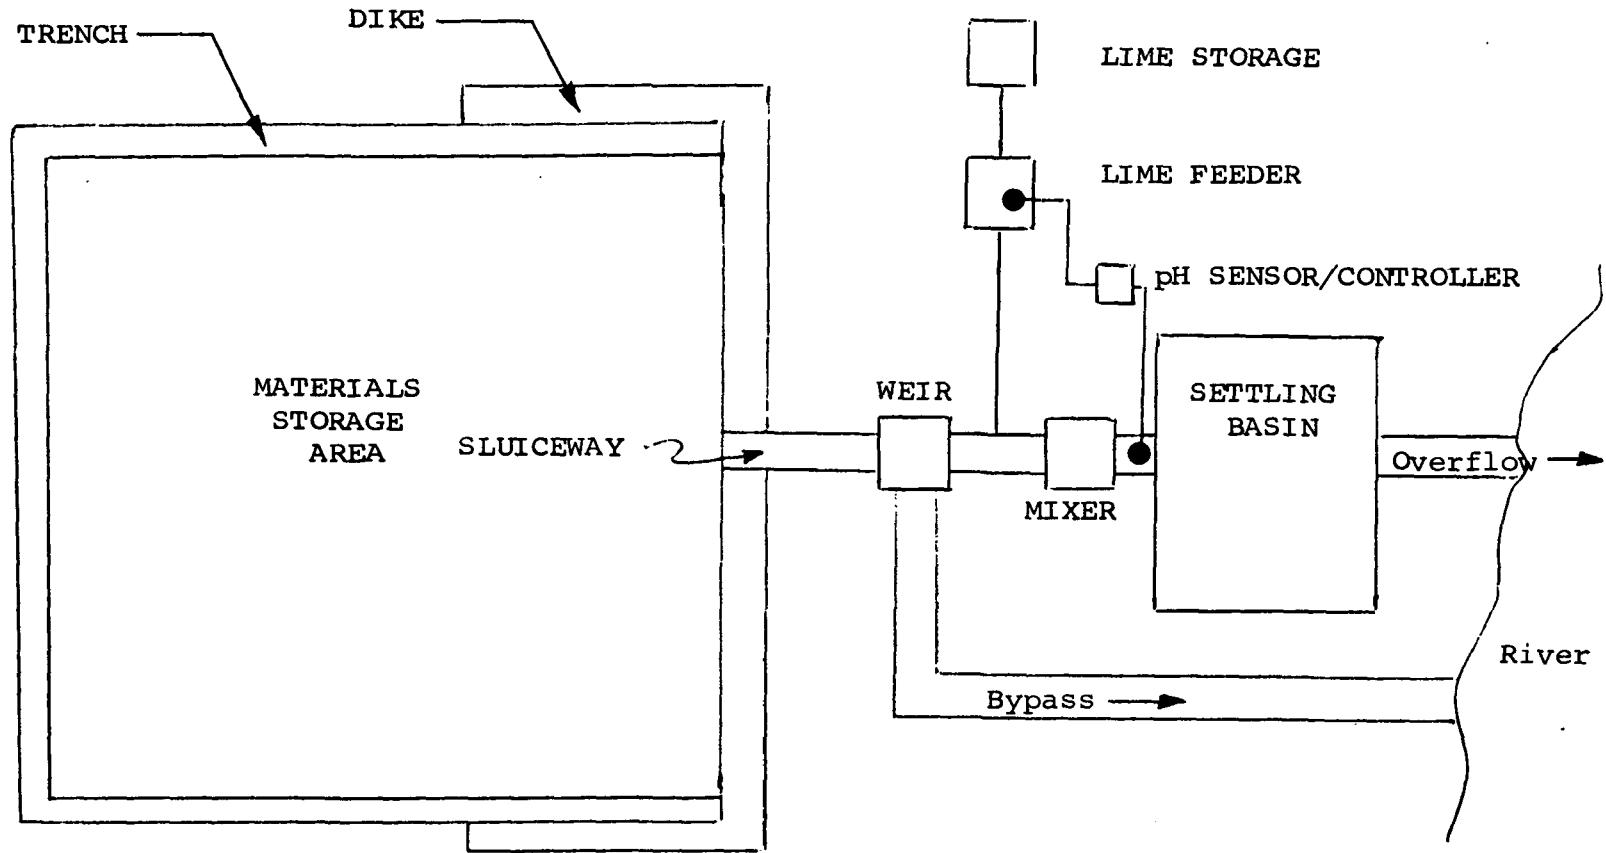 DIKE
TRENCH
LIME STORAGE
LIME FEEDER
pH SENSOR/CONTROLLER
MATERIALS
STORAGE
AREA
SLUICEWAY
WEIR
MIXER
SETTLING
BASIN
Overflow
River
Bypass